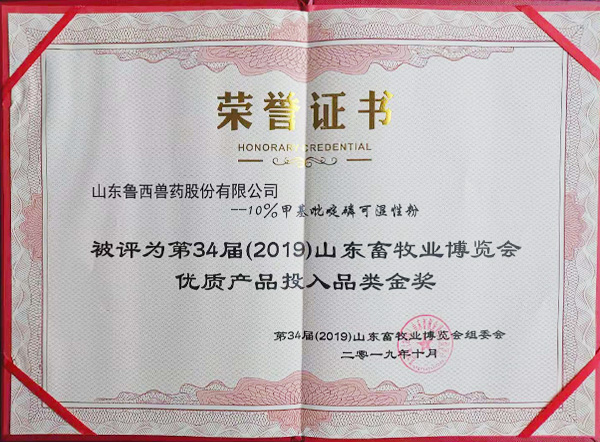 荣誉证书
HONORARY CREDENTIAL
山东鲁西兽药股份有限公司
--10%甲基吡啶磷可湿性粉
被评为第34届(2019)山东畜牧业博览会
优质产品投入品类金奖
第34届(2019)山东畜牧业博览会组委会
二零一九年十月